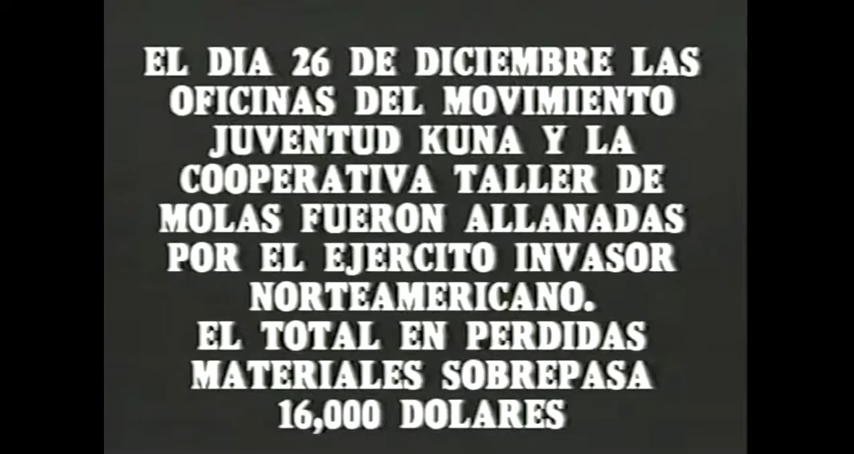 EL DIA 26 DE DICIEMBRE LAS
OFICINAS DEL MOVIMIENTO
JUVENTUD KUNA Y LA
COOPERATIVA TALLER DE
MOLAS FUERON ALLANADAS
POR EL EJERCITO INVASOR
NORTEAMERICANO.
EL TOTAL EN PERDIDAS
MATERIALES SOBREPASA
16,000 DOLARES